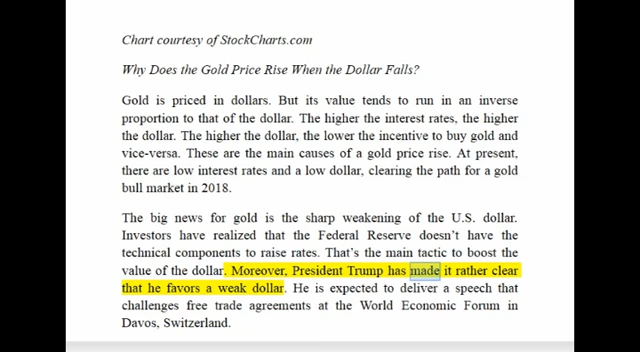 Chart courtesy of StockCharts.com
Why Does the Gold Price Rise When the Dollar Falls?
Gold is priced in dollars. But its value tends to run in an inverse
proportion to that of the dollar. The higher the interest rates, the higher
the dollar. The higher the dollar, the lower the incentive to buy gold and
vice-versa. These are the main causes of a gold price rise. At present,
there are low interest rates and a low dollar, clearing the path for a gold
bull market in 2018.
The big news for gold is the sharp weakening of the U.S. dollar.
Investors have realized that the Federal Reserve doesn't have the
technical components to raise rates. That's the main tactic to boost the
value of the dollar. Moreover, President Trump has made it rather clear
that he favors a weak dollar. He is expected to deliver a speech that
challenges free trade agreements at the World Economic Forum in
Davos, Switzerland.